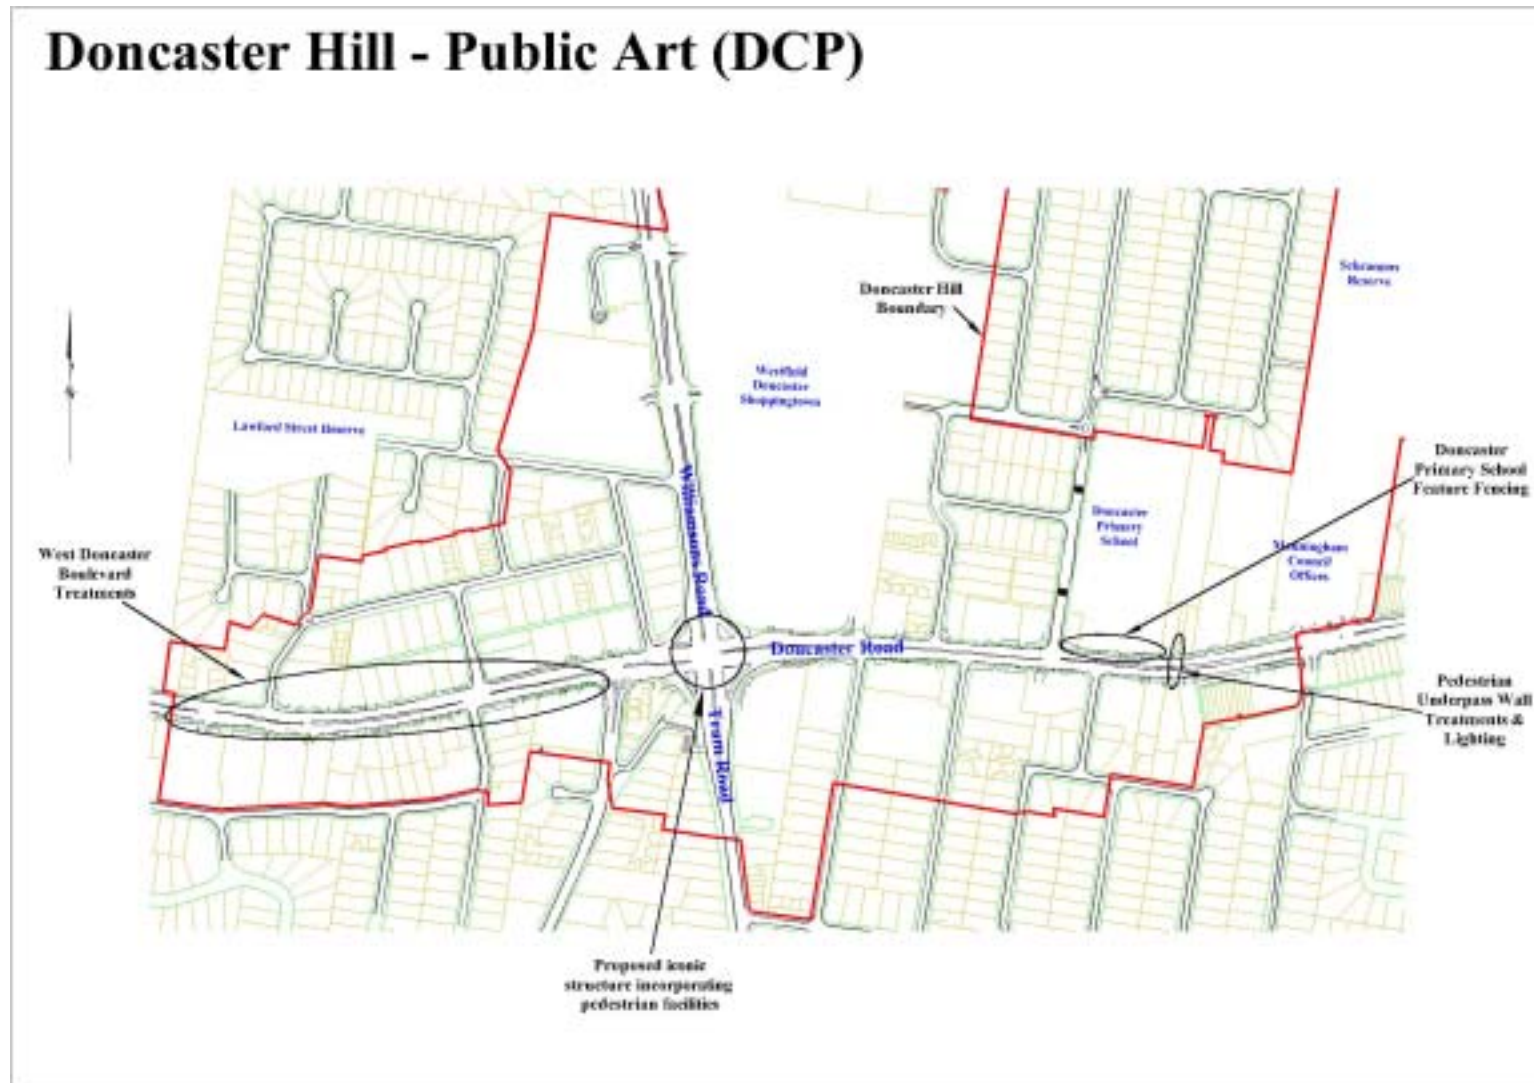 Doncaster Hill - Public Art (DCP)
Doncaster Hill
Boundary
Schramms
Reserve
Westfield
Doncaster
Shoppingtown
Lawford Street Reserve
Doncaster
Primary School
Feature Fencing
Williamsons Road
Doncaster
Primary
School
Manningham
Council
Offices
West Doncaster
Boulevard
Treatments
Doncaster Road
Pedestrian
Underpass Wall
Treatments &
Lighting
Tram Road
Proposed iconic
structure incorporating
pedestrian facilities